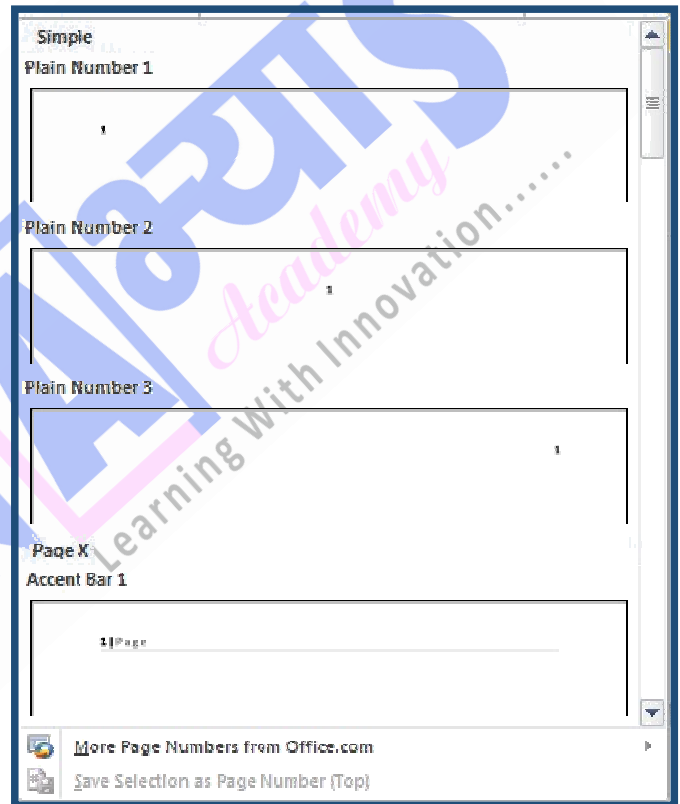 Simple
Plain Number 1
1
Plain Number 2
1
Plain Number 3
1
Page X
Accent Bar 1
1 | Page
More Page Numbers from Office.com
Save Selection as Page Number (Top)
अभ्यास
Academy
Learning With Innovation......